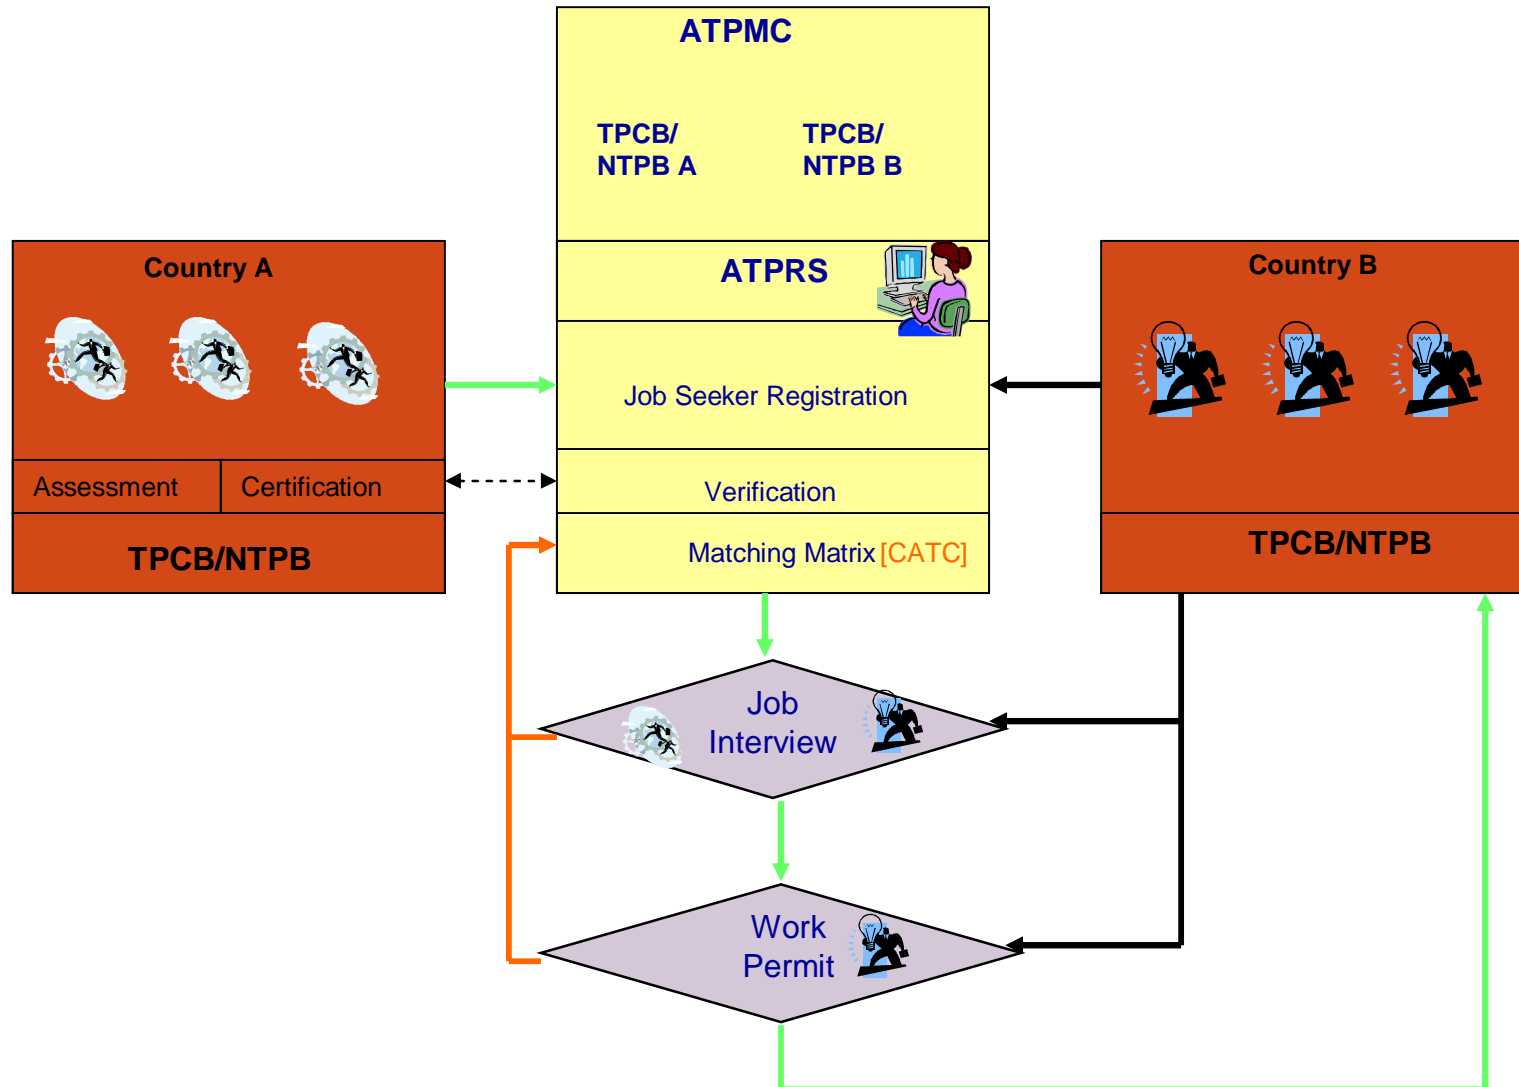 ATPMC
TPCB/
NTPB A
TPCB/
NTPB B
Country A
Assessment
Certification
TPCB/NTPB
ATPRS
Job Seeker Registration
Verification
Matching Matrix [CATC]
Country B
TPCB/NTPB
Job
Interview
Work
Permit